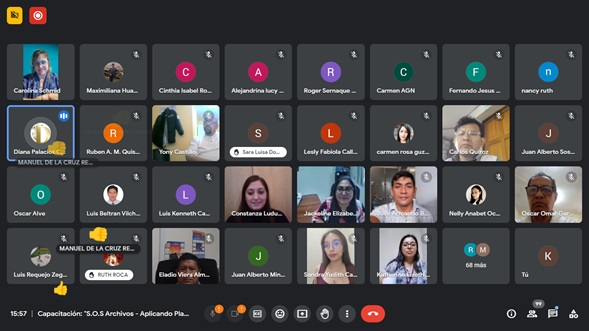 Carolina Schmid
Maximiliana Hua...
Cinthia Isabel Ro...
Alejandrina lucy ...
Roger Sernaque ...
Carmen AGN
Fernando Jesus ...
nancy ruth
C
A
R
C
F
n
Diana Palacios C...
Ruben A. M. Quis...
Tony Castillo
Sara Luisa Do...
Lesly Fabiola Call...
carmen rosa guz...
Carlos Quiroz
Juan Alberto Sos...
R
S
L
J
MANUEL DE LA CRUZ RE...
Oscar Alve
Luis Beltran Vilch...
Luis Kenneth Ca...
Constanza Ludu...
Jackeline Elizabe...
Nelly Anabet Oc...
Oscar Omar Gar...
O
L
MANUEL DE LA CRUZ RE...
Luis Requejo Zeg...
RUTH ROCA
Eladio Viera Alm...
Juan Alberto Min...
Sandra Yudith Ca...
68 más
Tú
J
R
M
K
15:57 | Capacitación: "S.O.S Archivos - Aplicando Pla...
99